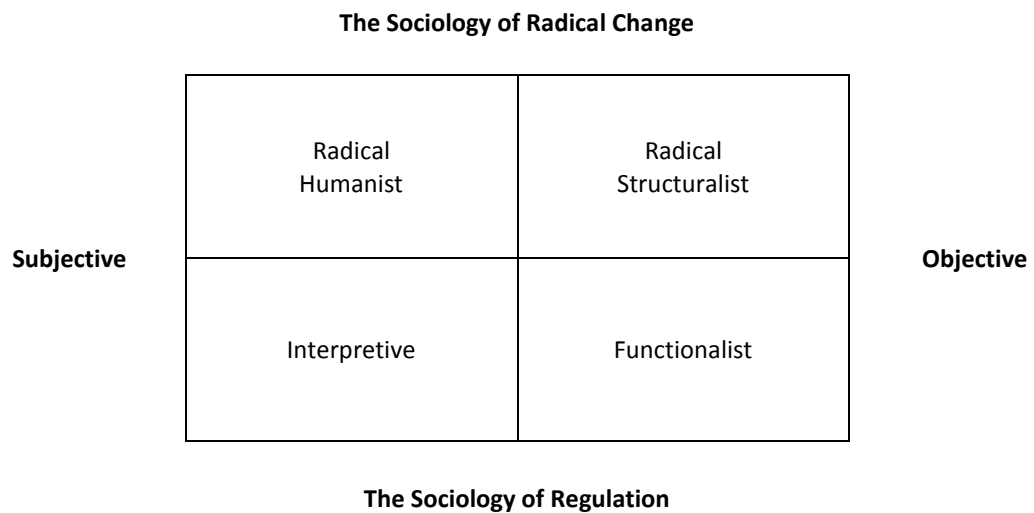 The Sociology of Radical Change
Radical
Humanist
Radical
Structuralist
Subjective
Objective
Interpretive
Functionalist
The Sociology of Regulation